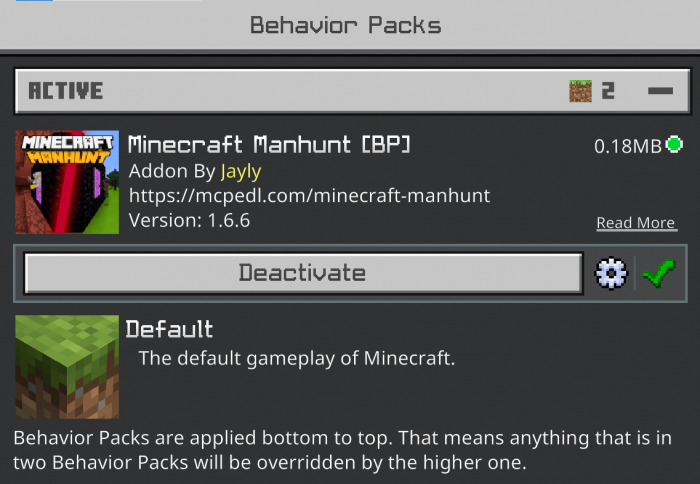 Behavior Packs
ACTIVE 2
MINECRAFT
MANHUNT
Minecraft Manhunt [BP]
0.18MB
Addon By Jayly
https://mcpedl.com/minecraft-manhunt
Version: 1.6.6
Read More
Deactivate
Default
The default gameplay of Minecraft.
Behavior Packs are applied bottom to top. That means anything that is in
two Behavior Packs will be overridden by the higher one.